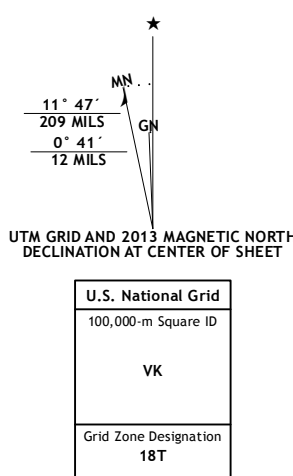 ★
MN
11° 47´
209 MILS
GN
0° 41´
12 MILS
UTM GRID AND 2013 MAGNETIC NORTH
DECLINATION AT CENTER OF SHEET
U.S. National Grid
100,000-m Square ID
VK
Grid Zone Designation
18T